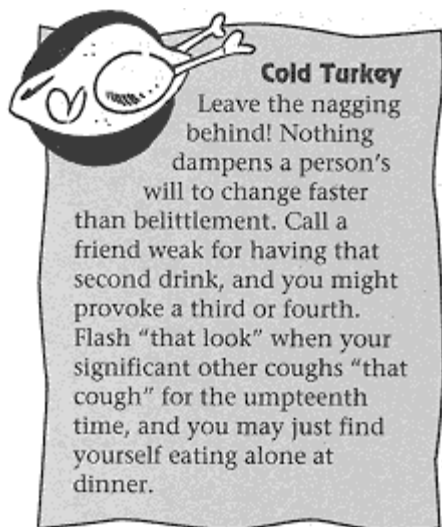 Cold Turkey
Leave the nagging
behind! Nothing
dampens a person's
will to change faster
than belittlement. Call a
friend weak for having that
second drink, and you might
provoke a third or fourth.
Flash “that look” when your
significant other coughs “that
cough” for the umpteenth
time, and you may just find
yourself eating alone at
dinner.